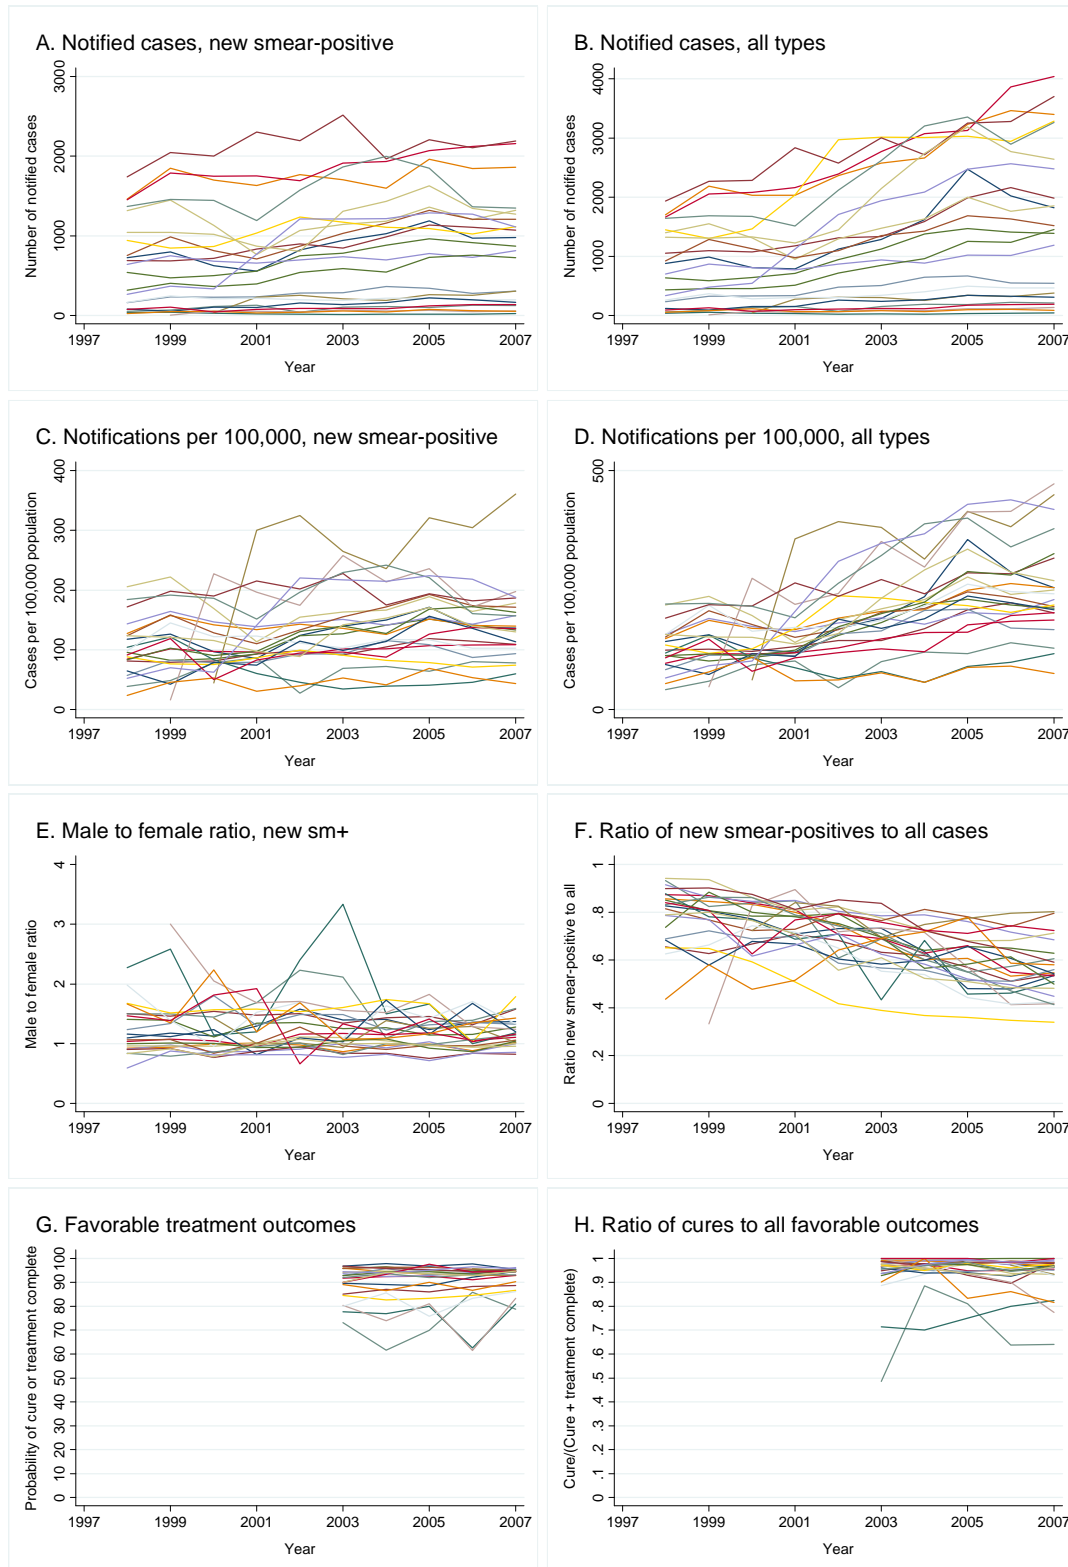 A. Notified cases, new smear-positive
Number of notified cases
3000
2000
1000
0
1997 1999 2001 2003 2005 2007
Year
B. Notified cases, all types
Number of notified cases
4000
3000
2000
1000
0
1997 1999 2001 2003 2005 2007
Year
C. Notifications per 100,000, new smear-positive
Cases per 100,000 population
400
300
200
100
0
1997 1999 2001 2003 2005 2007
Year
D. Notifications per 100,000, all types
Cases per 100,000 population
500
0
1997 1999 2001 2003 2005 2007
Year
E. Male to female ratio, new sm+
Male to female ratio
4
3
2
1
0
1997 1999 2001 2003 2005 2007
Year
F. Ratio of new smear-positives to all cases
Ratio new smear-positive to all
1
.8
.6
.4
.2
0
1997 1999 2001 2003 2005 2007
Year
G. Favorable treatment outcomes
Probability of cure or treatment complete
100
90
80
70
60
50
40
30
20
10
0
1997 1999 2001 2003 2005 2007
Year
H. Ratio of cures to all favorable outcomes
Cure/(Cure + treatment complete)
1
.9
.8
.7
.6
.5
.4
.3
.2
.1
0
1997 1999 2001 2003 2005 2007
Year